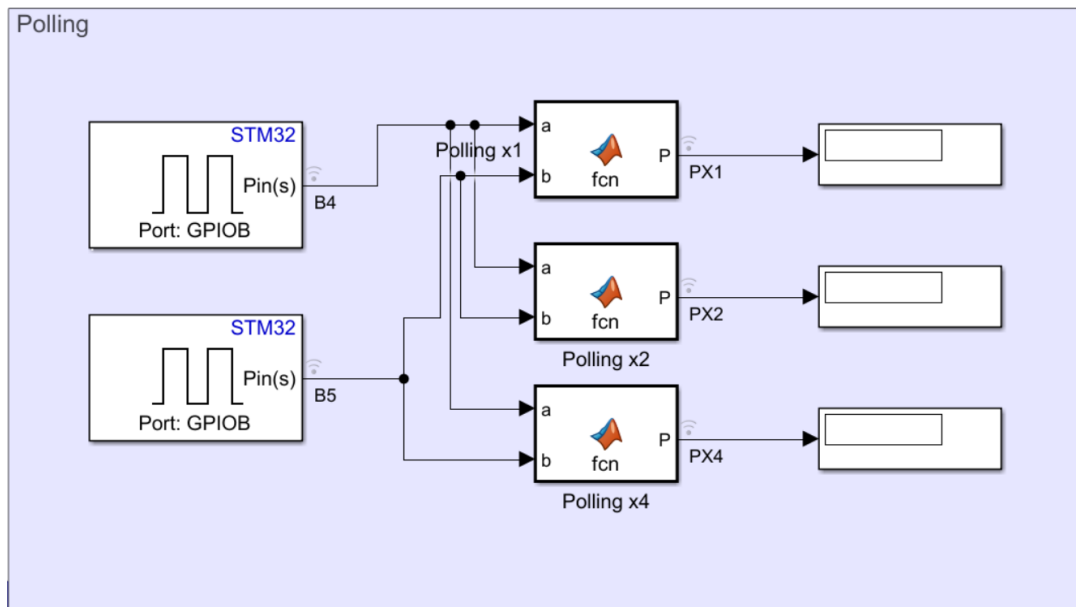 Polling
STM32
Pin(s)
Port: GPIOB
B4
STM32
Pin(s)
Port: GPIOB
B5
Polling x1
a
b
fcn
P
PX1
a
b
fcn
P
PX2
Polling x2
a
b
fcn
P
PX4
Polling x4